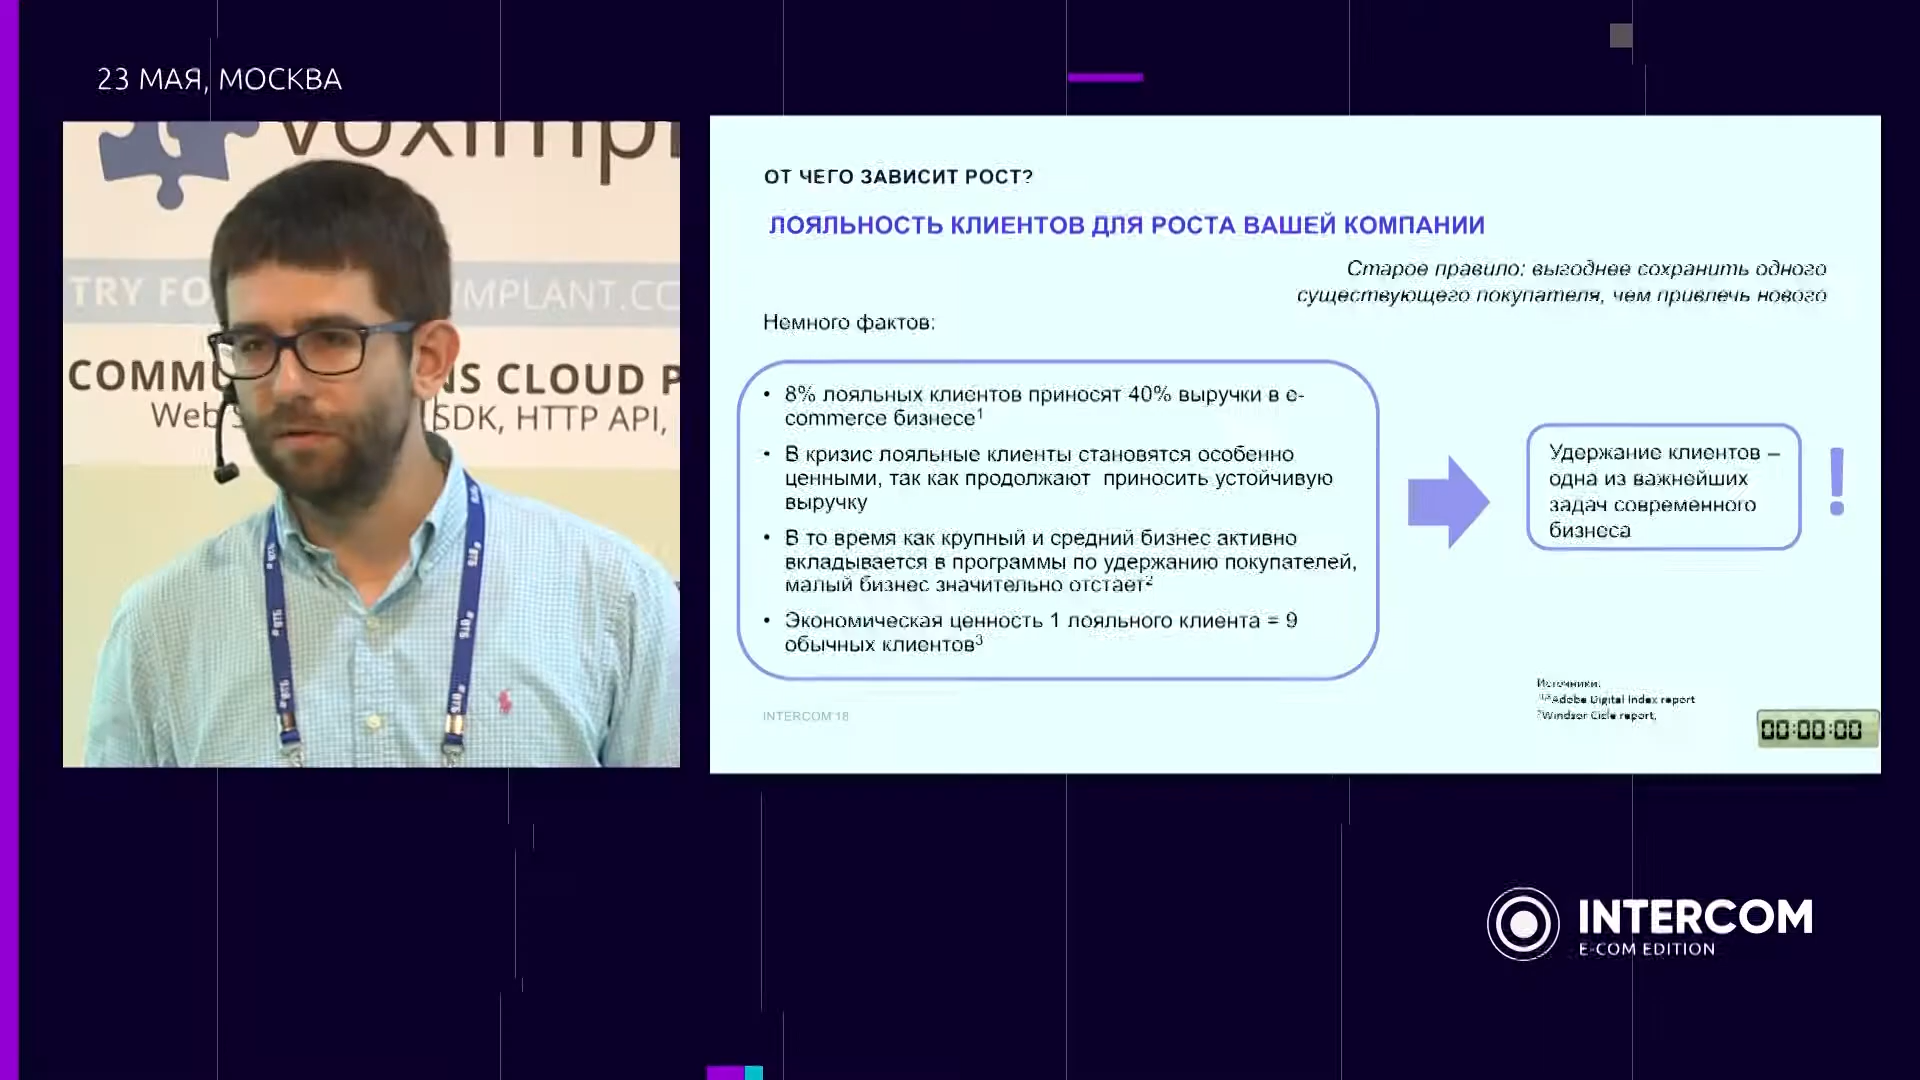 23 МАЯ, МОСКВА
voximpl
TRY FO
IMPLANT.CO
COMMU
NS CLOUD P
Web S
SDK, HTTP API,
ОТ ЧЕГО ЗАВИСИТ РОСТ?
ЛОЯЛЬНОСТЬ КЛИЕНТОВ ДЛЯ РОСТА ВАШЕЙ КОМПАНИИ
Старое правило: выгоднее сохранить одного
существующего покупателя, чем привлечь нового
Немного фактов:
• 8% лояльных клиентов приносят 40% выручки в e-
commerce бизнесе¹
• В кризис лояльные клиенты становятся особенно
ценными, так как продолжают приносить устойчивую
выручку
• В то время как крупный и средний бизнес активно
вкладывается в программы по удержанию покупателей,
малый бизнес значительно отстает²
• Экономическая ценность 1 лояльного клиента = 9
обычных клиентов³
Удержание клиентов –
одна из важнейших
задач современного
бизнеса
!
Источники:
Adobe Digital Index report
²Windsor Cicle report,
INTERCOM'18
00:00:00
INTERCOM
E-COM EDITION